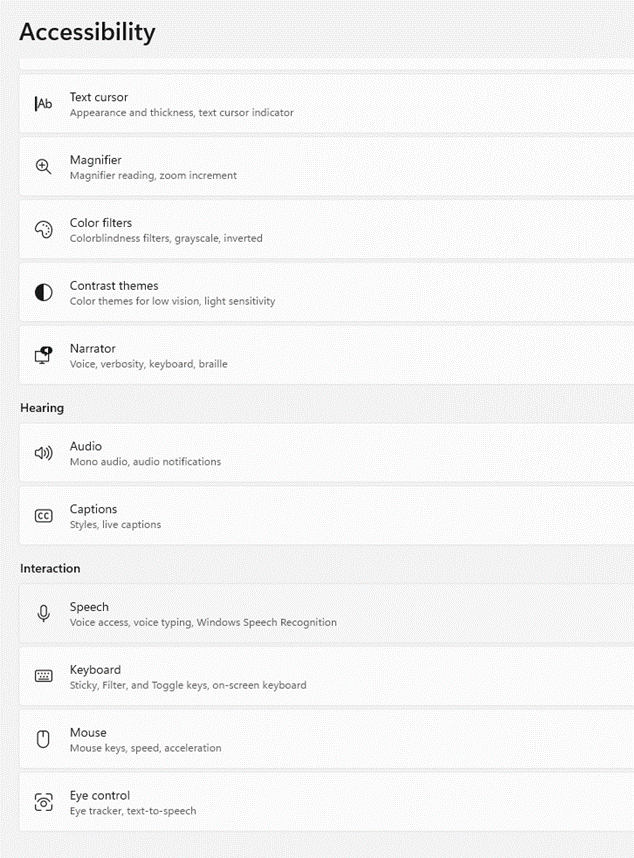 Accessibility
Ab
Text cursor
Appearance and thickness, text cursor indicator
Magnifier
Magnifier reading, zoom increment
Color filters
Colorblindness filters, grayscale, inverted
Contrast themes
Color themes for low vision, light sensitivity
Narrator
Voice, verbosity, keyboard, braille
Hearing
Audio
Mono audio, audio notifications
CC
Captions
Styles, live captions
Interaction
Speech
Voice access, voice typing, Windows Speech Recognition
Keyboard
Sticky, Filter, and Toggle keys, on-screen keyboard
Mouse
Mouse keys, speed, acceleration
Eye control
Eye tracker, text-to-speech